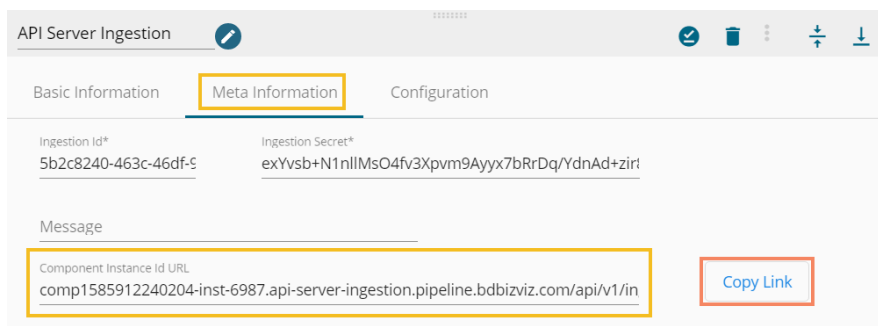 API Server Ingestion
Basic Information Meta Information Configuration
Ingestion Id* Ingestion Secret*
5b2c8240-463c-46df-9 exYvsb+N1nllMsO4fv3Xpvm9Ayyx7bRrDq/YdnAd+zir
Message
Component Instance Id URL
comp1585912240204-inst-6987.api-server-ingestion.pipeline.bdbizviz.com/api/v1/in
Copy Link